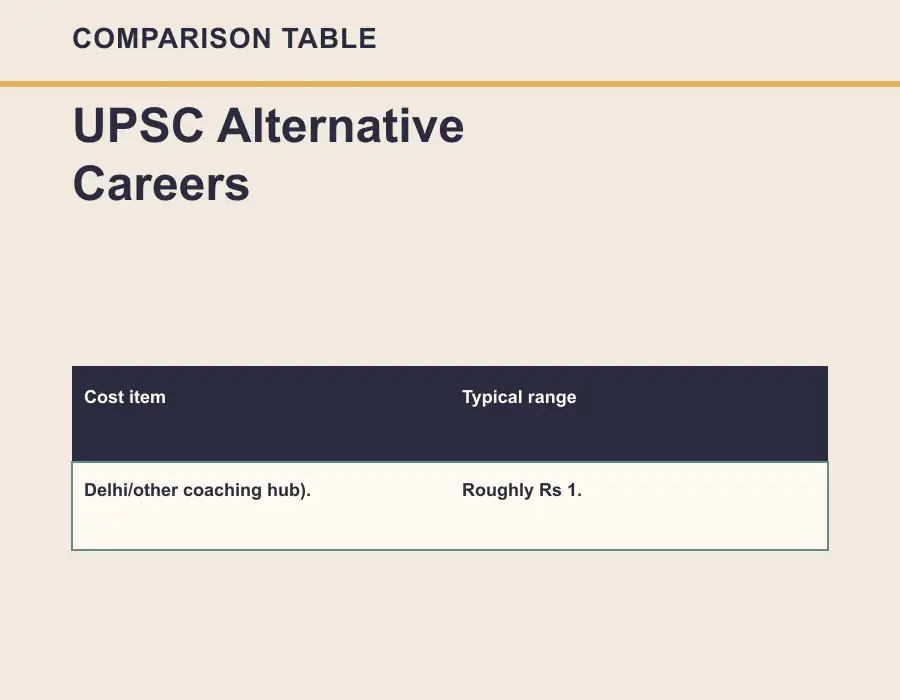 COMPARISON TABLE
UPSC Alternative
Careers
Cost item Typical range
Delhi/other coaching hub). Roughly Rs 1.